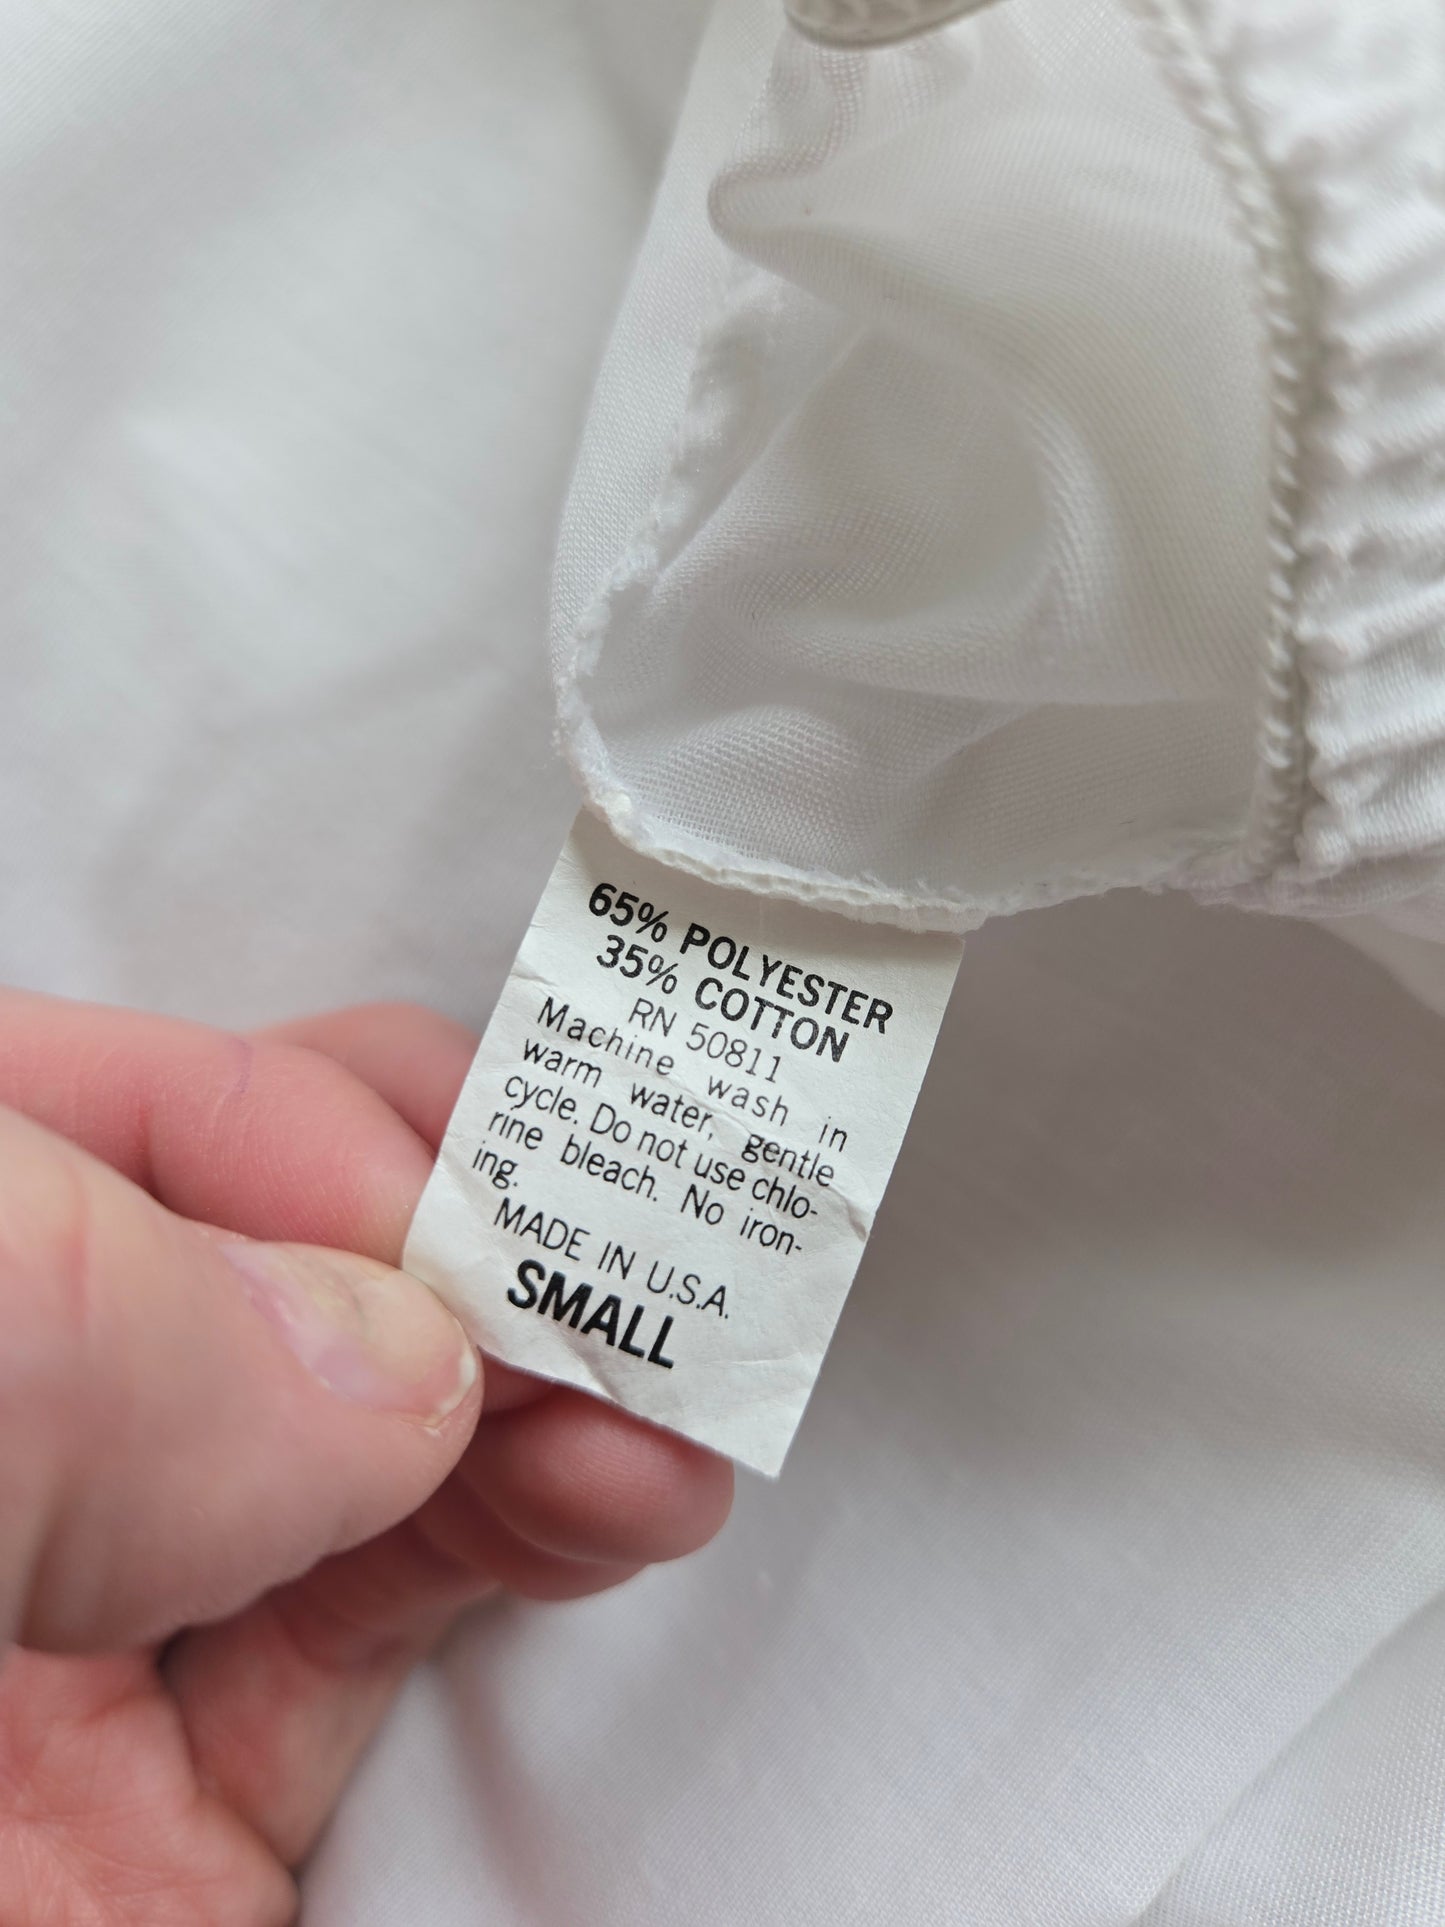 65% POLYESTER
35% COTTON
RN 50811
Machine wash in
warm water, gentle
cycle. Do not use chlo-
rine bleach. No iron-
ing.
MADE IN U.S.A.
SMALL